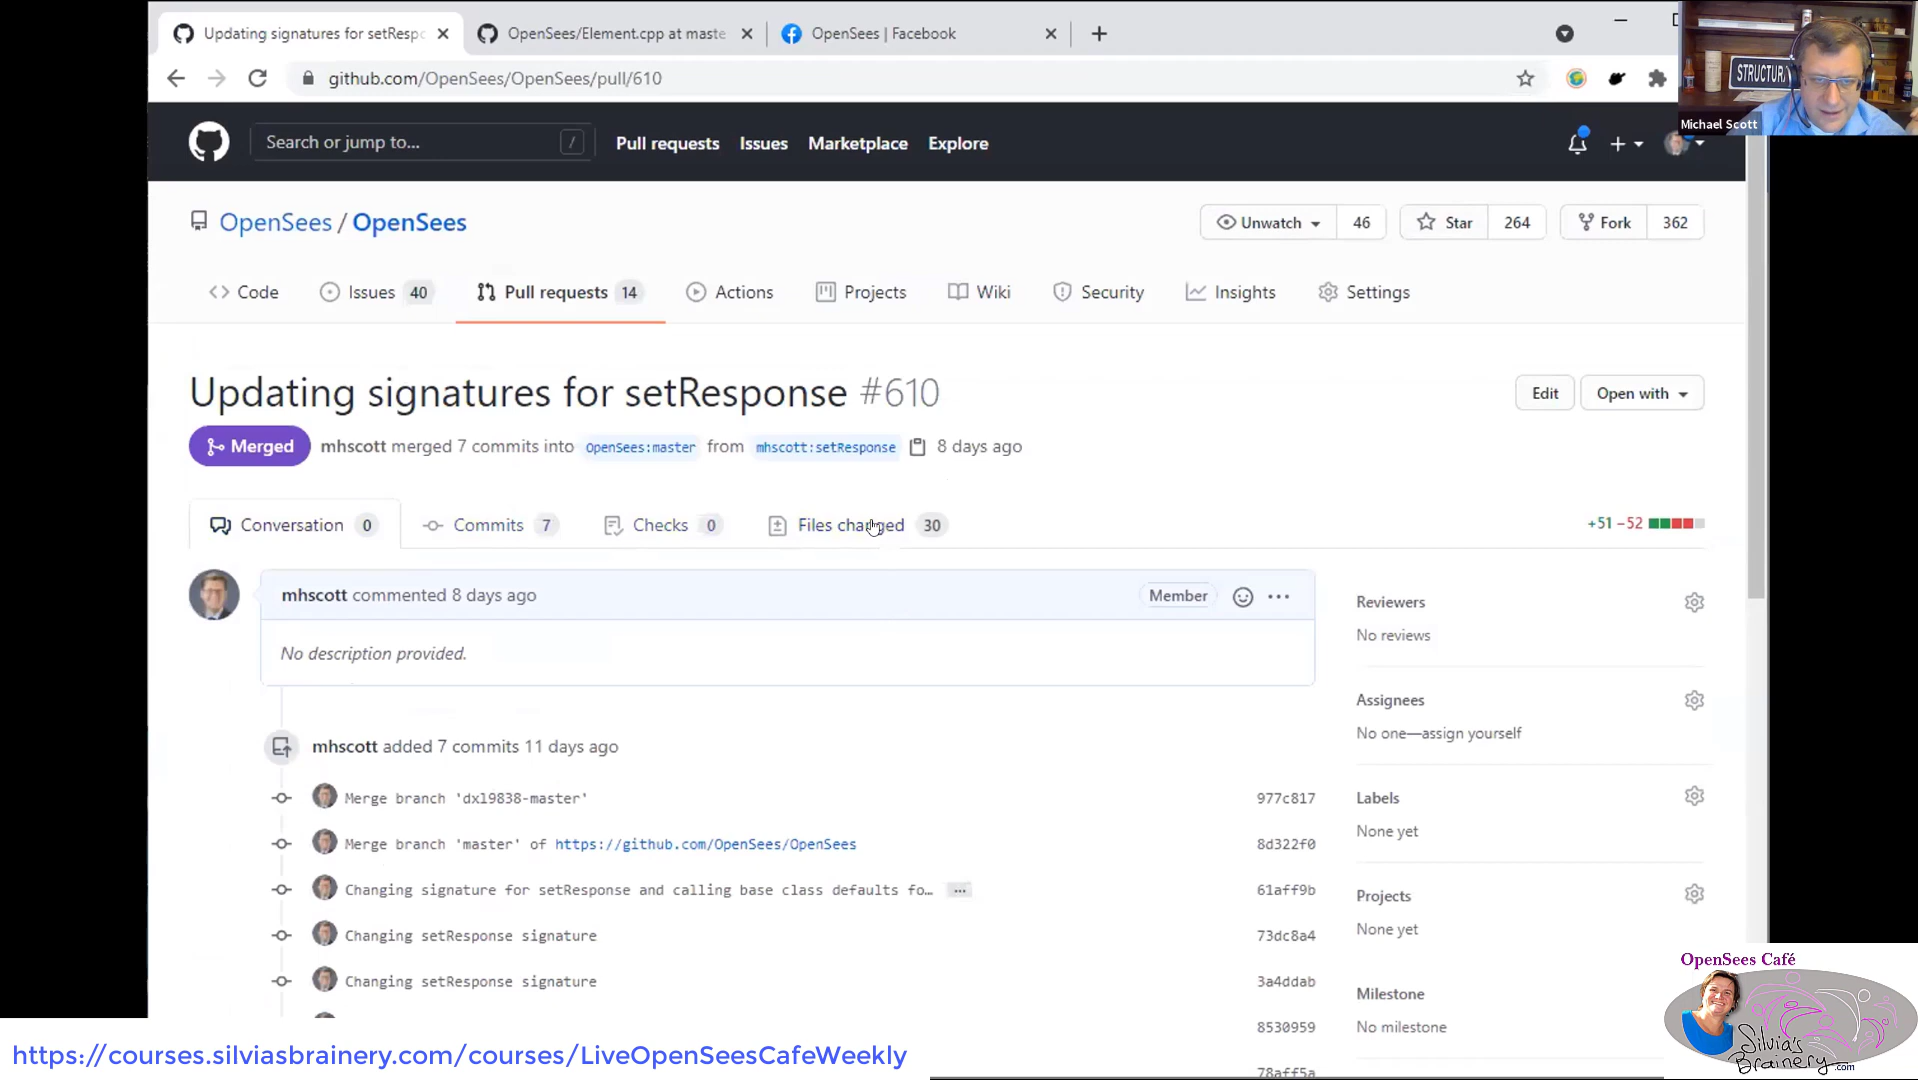 Updating signatures for setRespo
OpenSees/Element.cpp at maste
OpenSees | Facebook
github.com/OpenSees/OpenSees/pull/610
STRUCTURA
Michael Scott
Search or jump to...
/
Pull requests
Issues
Marketplace
Explore
OpenSees / OpenSees
Unwatch
46
Star
264
Fork
362
Code
Issues 40
Pull requests 14
Actions
Projects
Wiki
Security
Insights
Settings
Updating signatures for setResponse #610
Edit
Open with
Merged
mhscott merged 7 commits into OpenSees:master from mhscott:setResponse 8 days ago
Conversation 0
Commits 7
Checks 0
Files changed 30
+51 −52
mhscott commented 8 days ago
Member
No description provided.
mhscott added 7 commits 11 days ago
Merge branch 'dxl9838-master' 977c817
Merge branch 'master' of https://github.com/OpenSees/OpenSees 8d322f0
Changing signature for setResponse and calling base class defaults fo… ... 61aff9b
Changing setResponse signature 73dc8a4
Changing setResponse signature 3a4ddab
8530959
78aff5a
Reviewers
No reviews
Assignees
No one—assign yourself
Labels
None yet
Projects
None yet
Milestone
No milestone
OpenSees Café
Silvia's
Brainery
.com
https://courses.silviasbrainery.com/courses/LiveOpenSeesCafeWeekly